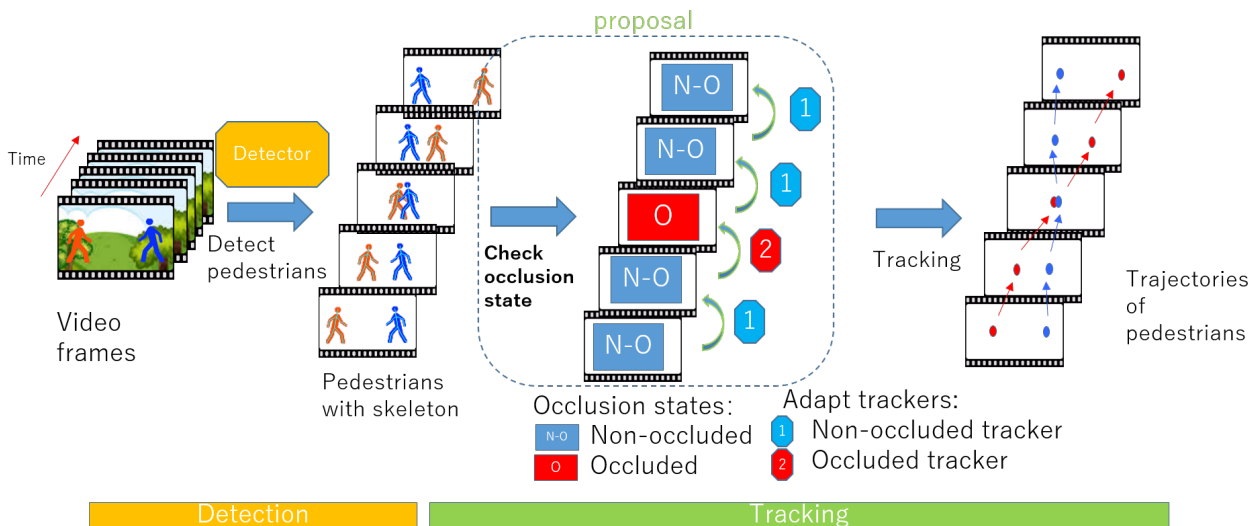 proposal
Time
Detector
Detect
pedestrians
Video
frames
Pedestrians
with skeleton
Check
occlusion
state
N-O
N-O
O
N-O
N-O
1
1
2
1
Tracking
Trajectories
of
pedestrians
Occlusion states:
N-O Non-occluded
O Occluded
Adapt trackers:
1 Non-occluded tracker
2 Occluded tracker
Detection
Tracking